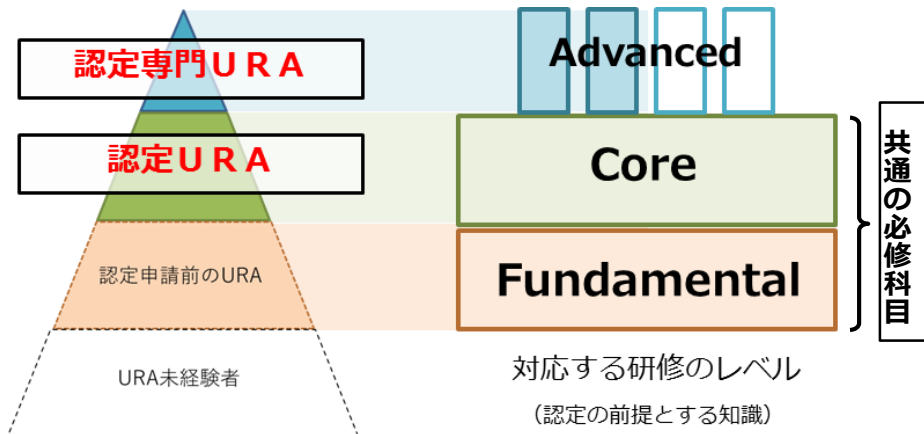 認定専門ＵＲＡ
認定ＵＲＡ
認定申請前のURA
URA未経験者
Advanced
Core
Fundamental
対応する研修のレベル
（認定の前提とする知識）
共通の必修科目